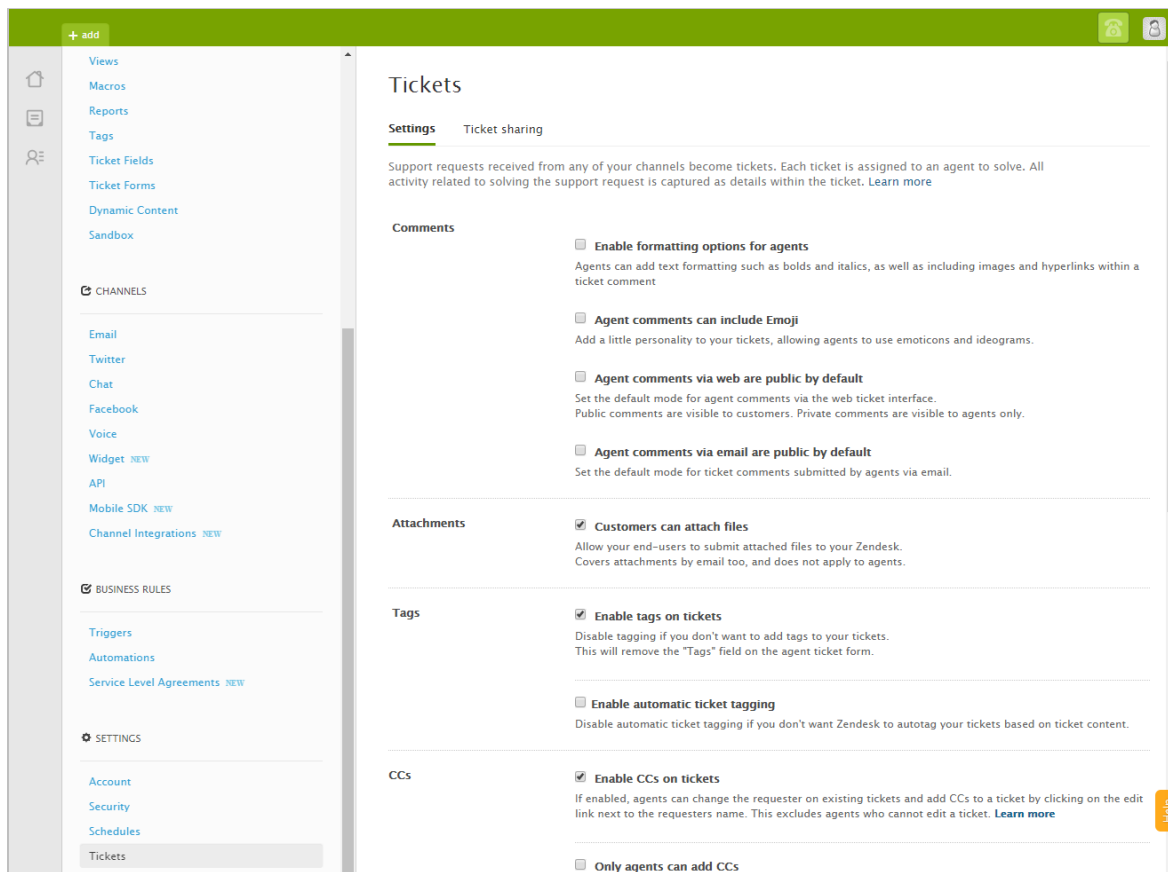 + add
Views
Macros
Reports
Tags
Ticket Fields
Ticket Forms
Dynamic Content
Sandbox
CHANNELS
Email
Twitter
Chat
Facebook
Voice
Widget NEW
API
Mobile SDK NEW
Channel Integrations NEW
BUSINESS RULES
Triggers
Automations
Service Level Agreements NEW
SETTINGS
Account
Security
Schedules
Tickets
Tickets
Settings Ticket sharing
Support requests received from any of your channels become tickets. Each ticket is assigned to an agent to solve. All
activity related to solving the support request is captured as details within the ticket. Learn more
Comments
Enable formatting options for agents
Agents can add text formatting such as bolds and italics, as well as including images and hyperlinks within a
ticket comment
Agent comments can include Emoji
Add a little personality to your tickets, allowing agents to use emoticons and ideograms.
Agent comments via web are public by default
Set the default mode for agent comments via the web ticket interface.
Public comments are visible to customers. Private comments are visible to agents only.
Agent comments via email are public by default
Set the default mode for ticket comments submitted by agents via email.
Attachments
Customers can attach files
Allow your end-users to submit attached files to your Zendesk.
Covers attachments by email too, and does not apply to agents.
Tags
Enable tags on tickets
Disable tagging if you don't want to add tags to your tickets.
This will remove the "Tags" field on the agent ticket form.
Enable automatic ticket tagging
Disable automatic ticket tagging if you don't want Zendesk to autotag your tickets based on ticket content.
CCs
Enable CCs on tickets
If enabled, agents can change the requester on existing tickets and add CCs to a ticket by clicking on the edit
link next to the requesters name. This excludes agents who cannot edit a ticket. Learn more
Only agents can add CCs
Help